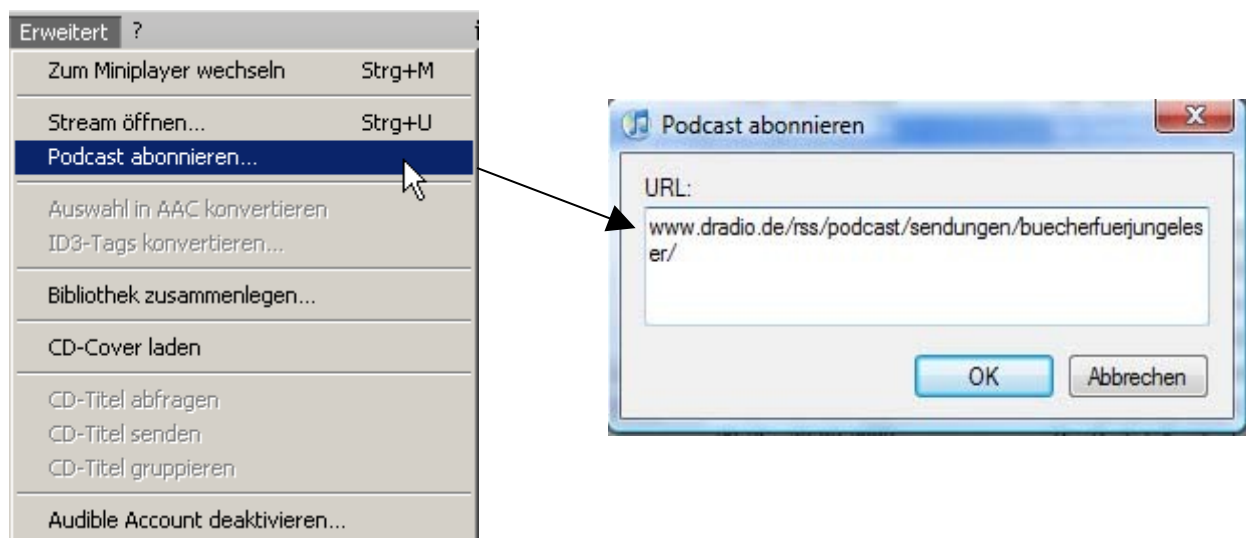 Erweitert ?
Zum Miniplayer wechseln Strg+M
Stream öffnen... Strg+U
Podcast abonnieren...
Auswahl in AAC konvertieren
ID3-Tags konvertieren...
Bibliothek zusammenlegen...
CD-Cover laden
CD-Titel abfragen
CD-Titel senden
CD-Titel gruppieren
Audible Account deaktivieren...
Podcast abonnieren
URL:
www.dradio.de/rss/podcast/sendungen/buecherfuerjungeles
er/
OK Abbrechen